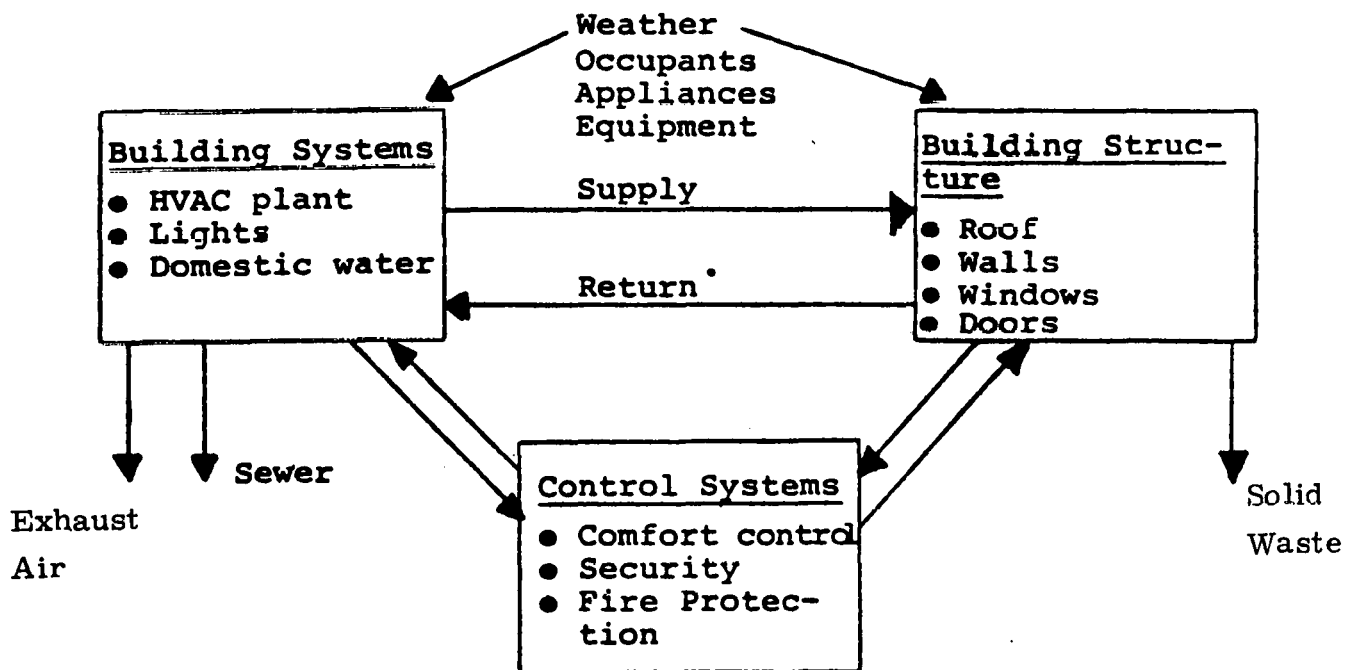 Weather
Occupants
Appliances
Equipment
Building Systems
● HVAC plant
● Lights
● Domestic water
Supply
Return
Building Struc-
ture
● Roof
● Walls
● Windows
● Doors
Exhaust
Air
Sewer
Control Systems
● Comfort control
● Security
● Fire Protec-
tion
Solid
Waste